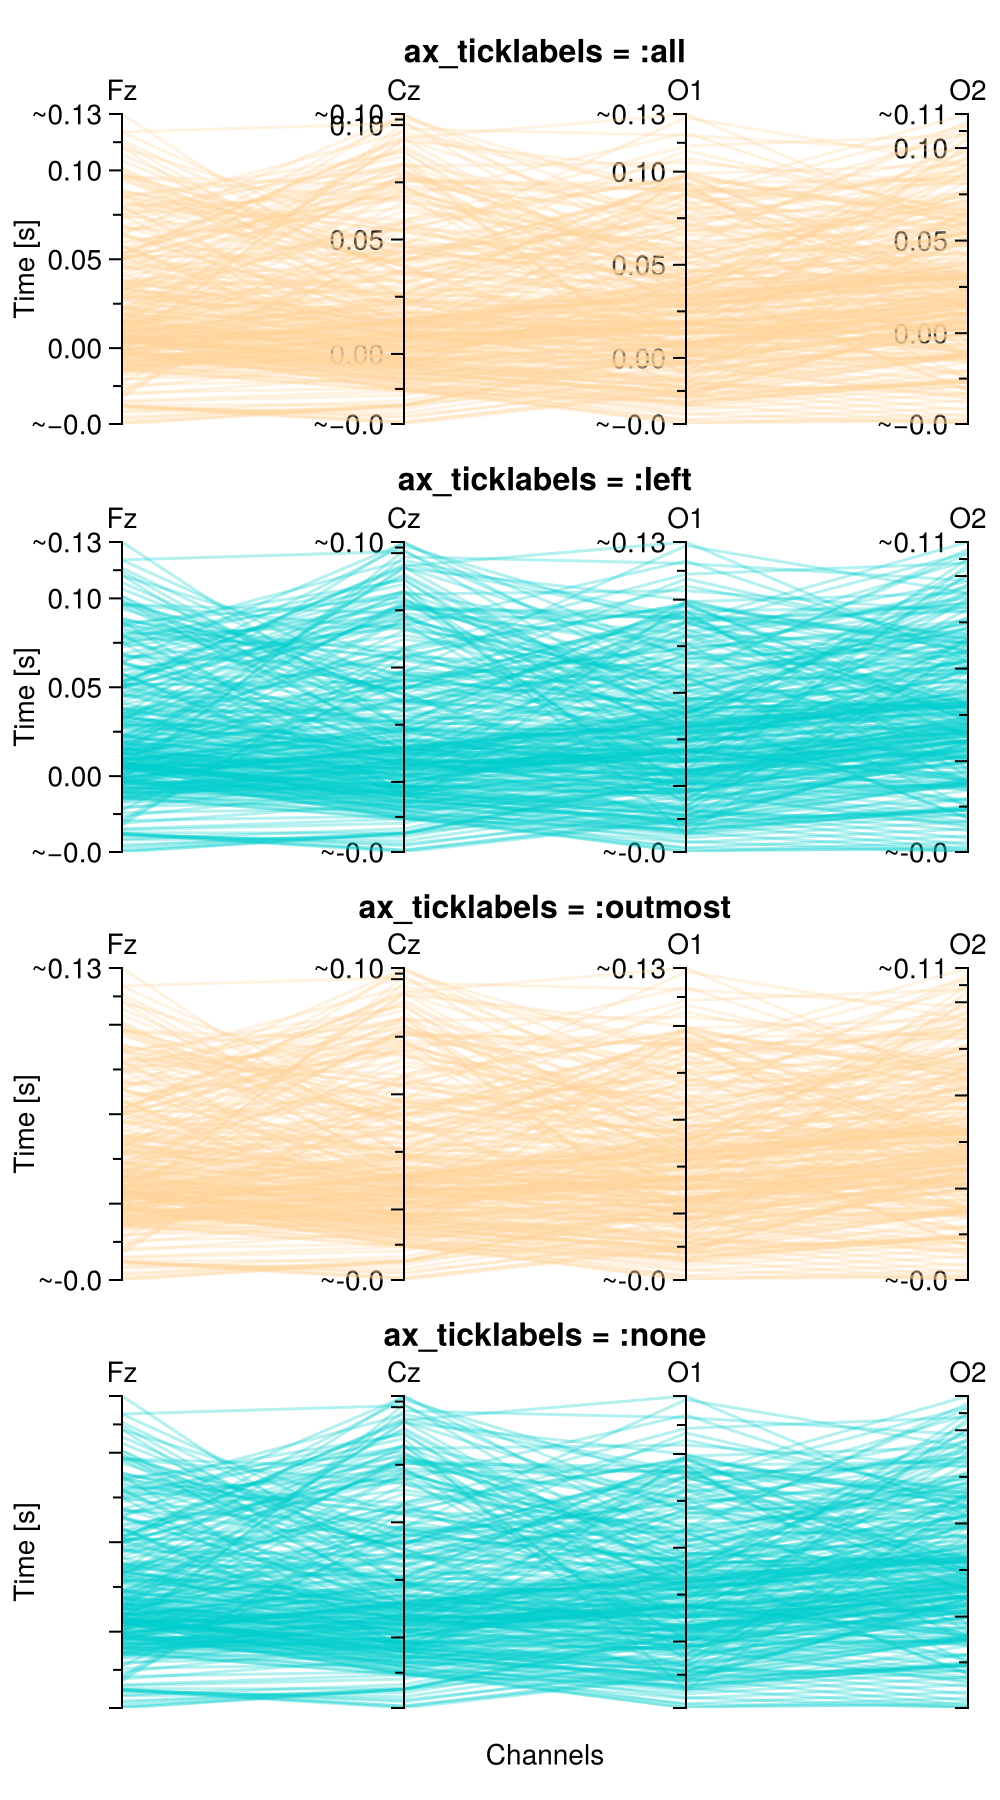 ax_ticklabels = :all
Fz Cz O1 O2
~0.13 ~0.10 ~0.13 ~0.11
0.10 0.10 0.10 0.10
0.05 0.05 0.05 0.05
0.00 0.00 0.00 0.00
~−0.0 ~−0.0 ~−0.0 ~−0.0
Time [s]
ax_ticklabels = :left
Fz Cz O1 O2
~0.13 ~0.10 ~0.13 ~0.11
0.10
0.05
0.00
~−0.0 ~-0.0 ~-0.0 ~-0.0
Time [s]
ax_ticklabels = :outmost
Fz Cz O1 O2
~0.13 ~0.10 ~0.13 ~0.11
Time [s]
~-0.0 ~-0.0 ~-0.0 ~-0.0
ax_ticklabels = :none
Fz Cz O1 O2
Time [s]
Channels